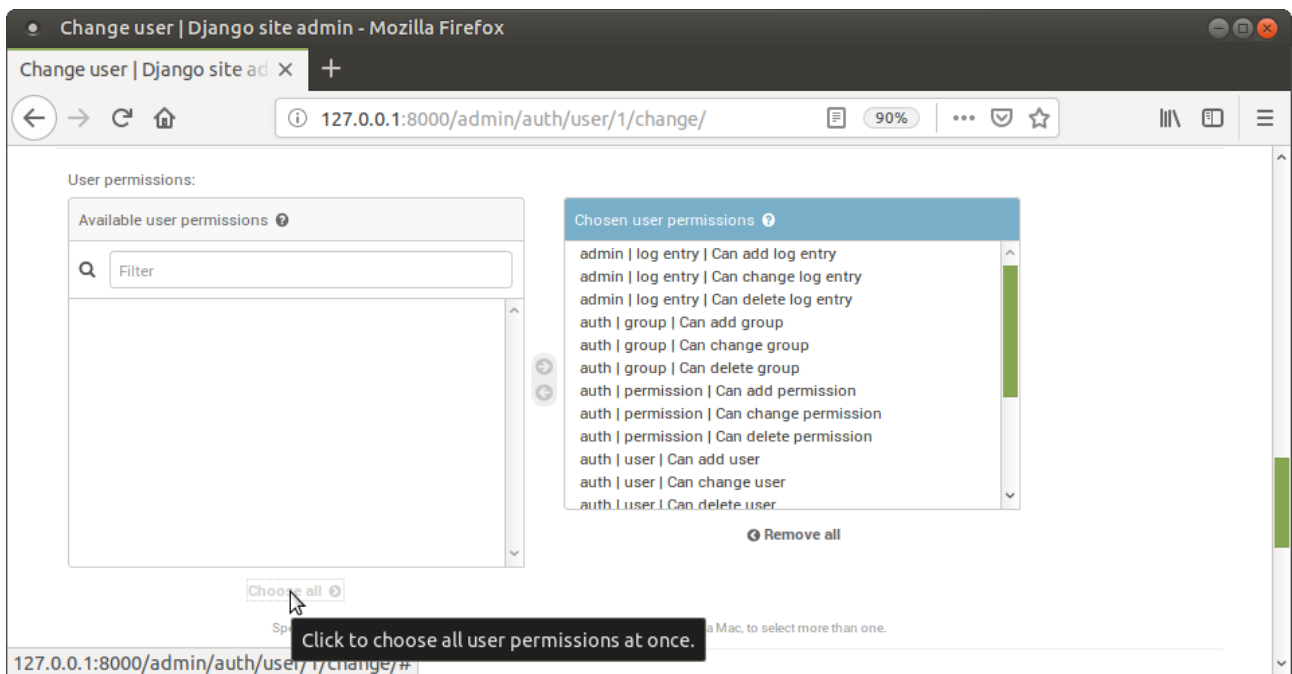 Change user | Django site admin - Mozilla Firefox
Change user | Django site ad
127.0.0.1:8000/admin/auth/user/1/change/
90%
User permissions:
Available user permissions
Filter
Choose all
Chosen user permissions
admin | log entry | Can add log entry
admin | log entry | Can change log entry
admin | log entry | Can delete log entry
auth | group | Can add group
auth | group | Can change group
auth | group | Can delete group
auth | permission | Can add permission
auth | permission | Can change permission
auth | permission | Can delete permission
auth | user | Can add user
auth | user | Can change user
auth | user | Can delete user
Remove all
a Mac, to select more than one.
Click to choose all user permissions at once.
127.0.0.1:8000/admin/auth/user/1/change/#